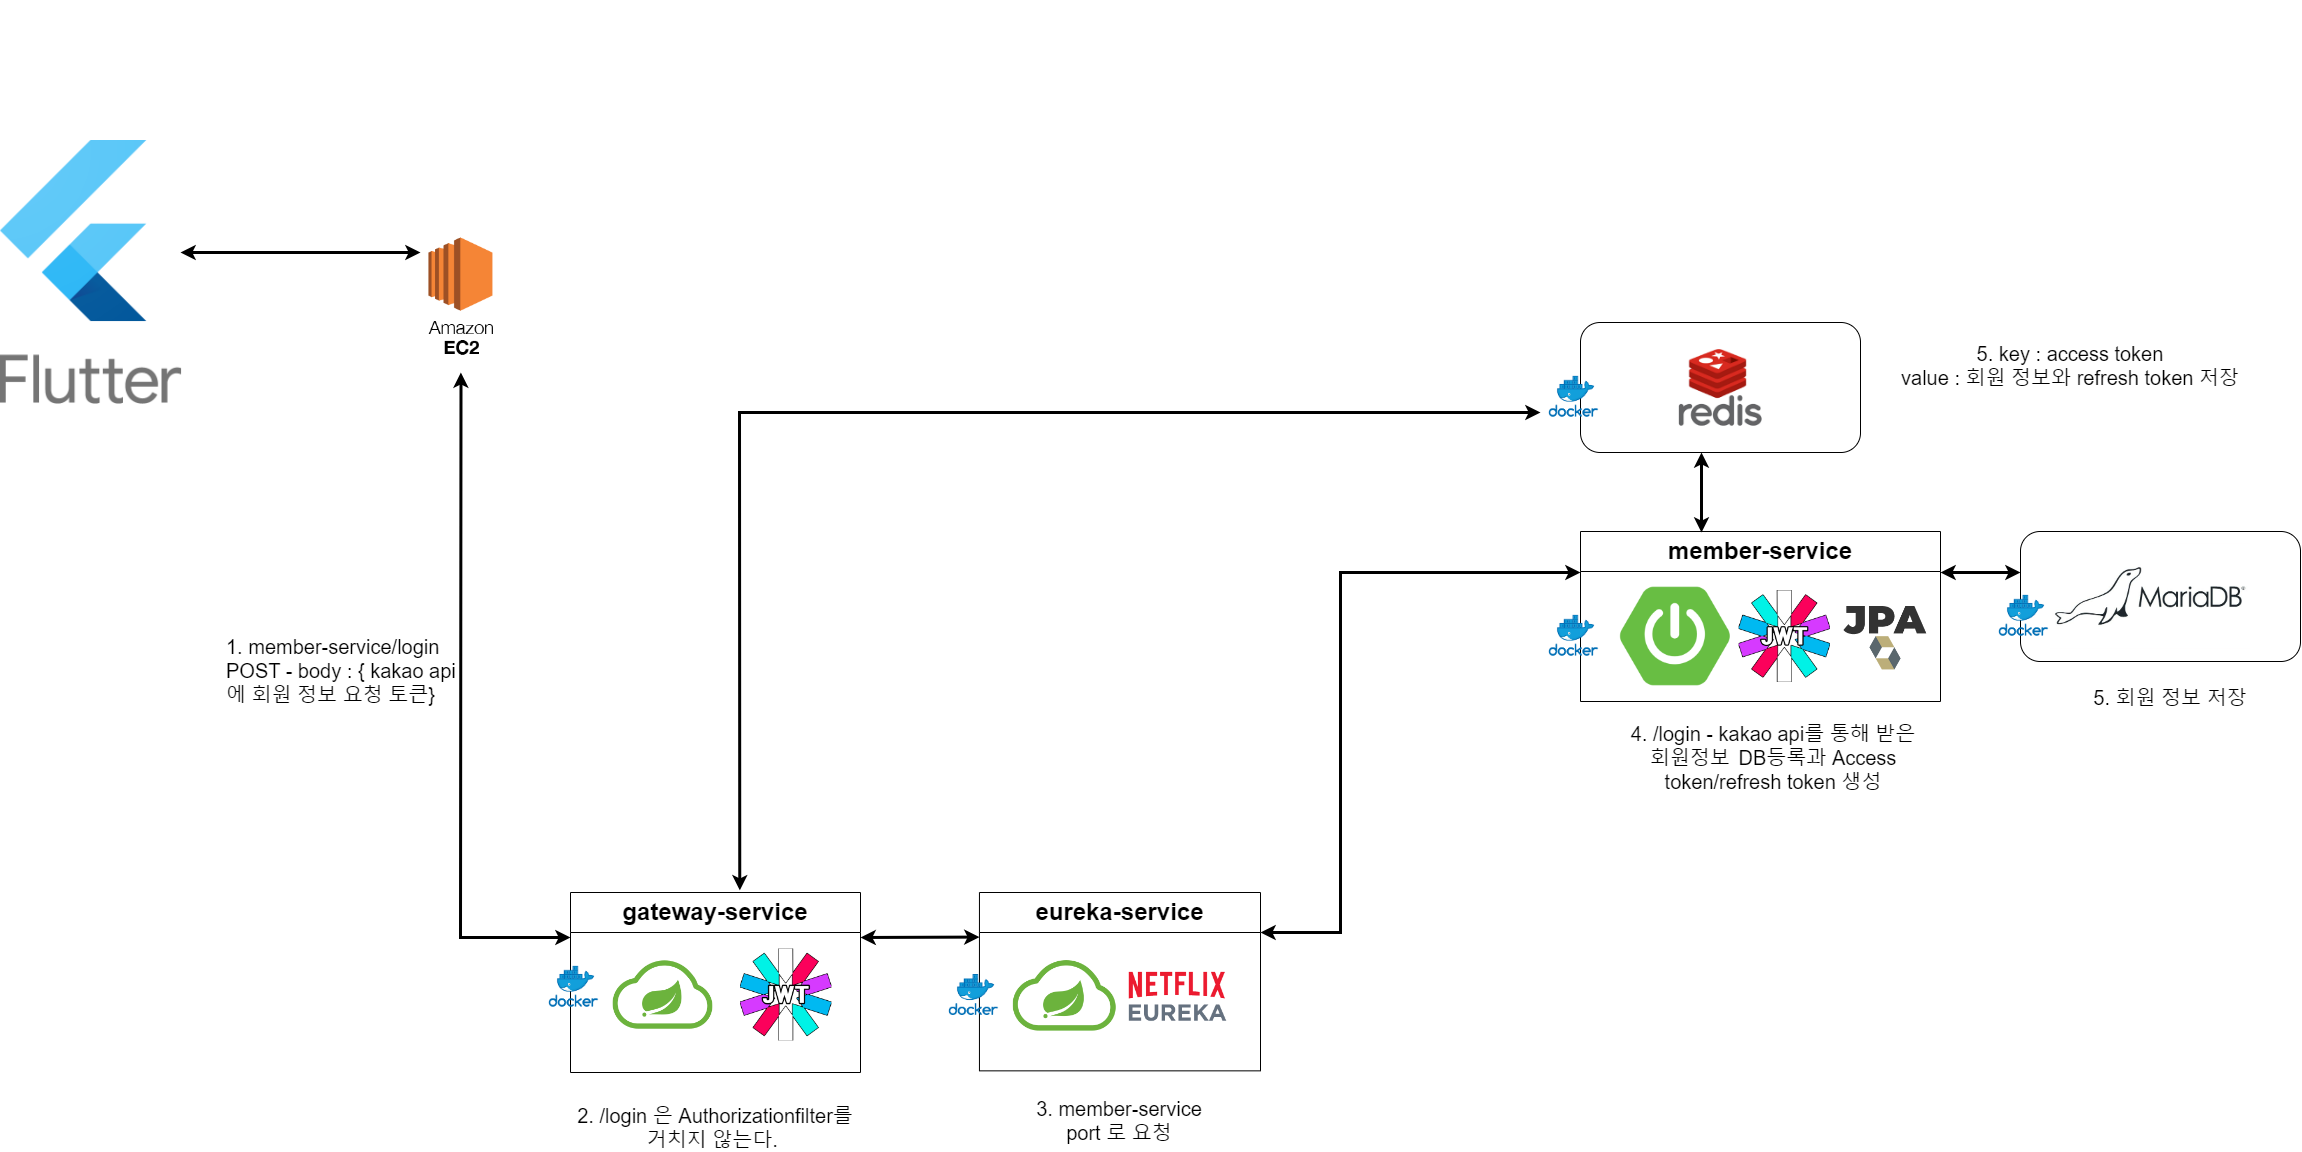 Flutter
Amazon
EC2
docker
redis
5. key : access token
value : 회원 정보와 refresh token 저장
member-service
docker
JWT
JPA
docker
MariaDB
1. member-service/login
POST - body : { kakao api
에 회원 정보 요청 토큰}
5. 회원 정보 저장
4. /login - kakao api를 통해 받은
회원정보 DB등록과 Access
token/refresh token 생성
gateway-service
docker
JWT
eureka-service
docker
NETFLIX
EUREKA
2. /login 은 Authorizationfilter를
거치지 않는다.
3. member-service
port 로 요청